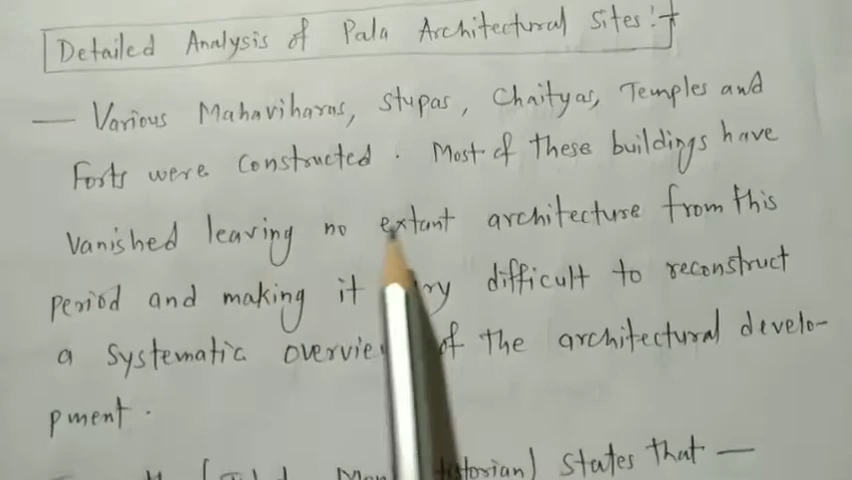 Detailed Analysis of Pala Architectural Sites:-
— Various Mahaviharas, Stupas, Chaityas, Temples and
Forts were constructed. Most of these buildings have
vanished leaving no extant architecture from this
period and making it difficult to reconstruct
a systematic overview of the architectural develo-
pment.
States that —